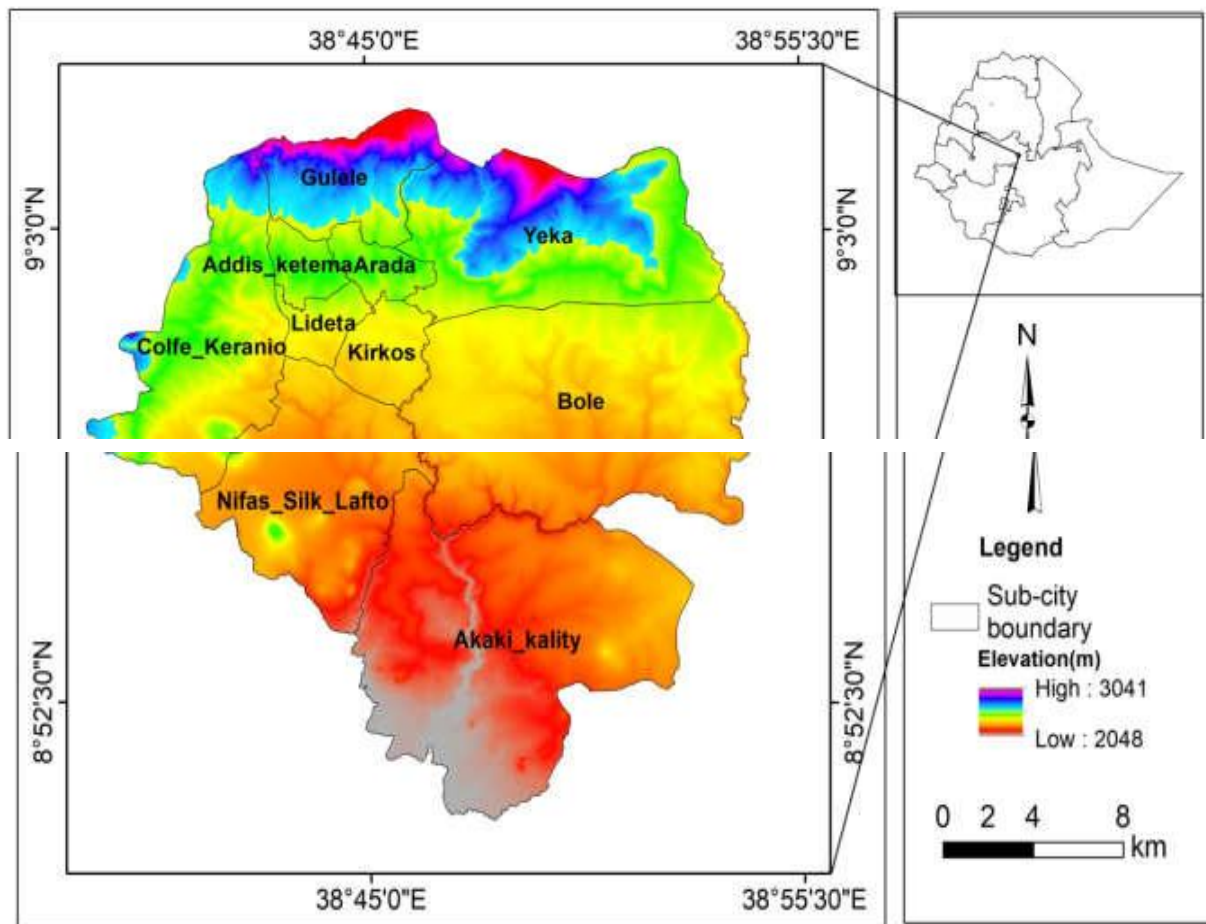 38°45'0"E
38°55'30"E
9°3'0"N
9°3'0"N
Gulele
Yeka
Addis_ketema
Arada
Lideta
Colfe_Keranio
Kirkos
Bole
N
Nifas_Silk_Lafto
Akaki_kality
8°52'30"N
8°52'30"N
38°45'0"E
38°55'30"E
Legend
Sub-city
boundary
Elevation(m)
High : 3041
Low : 2048
0 2 4 8
km